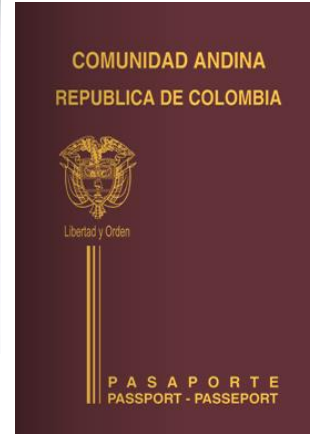 COMUNIDAD ANDINA
REPUBLICA DE COLOMBIA
Libertad y Orden
PASAPORTE
PASSPORT - PASSEPORT